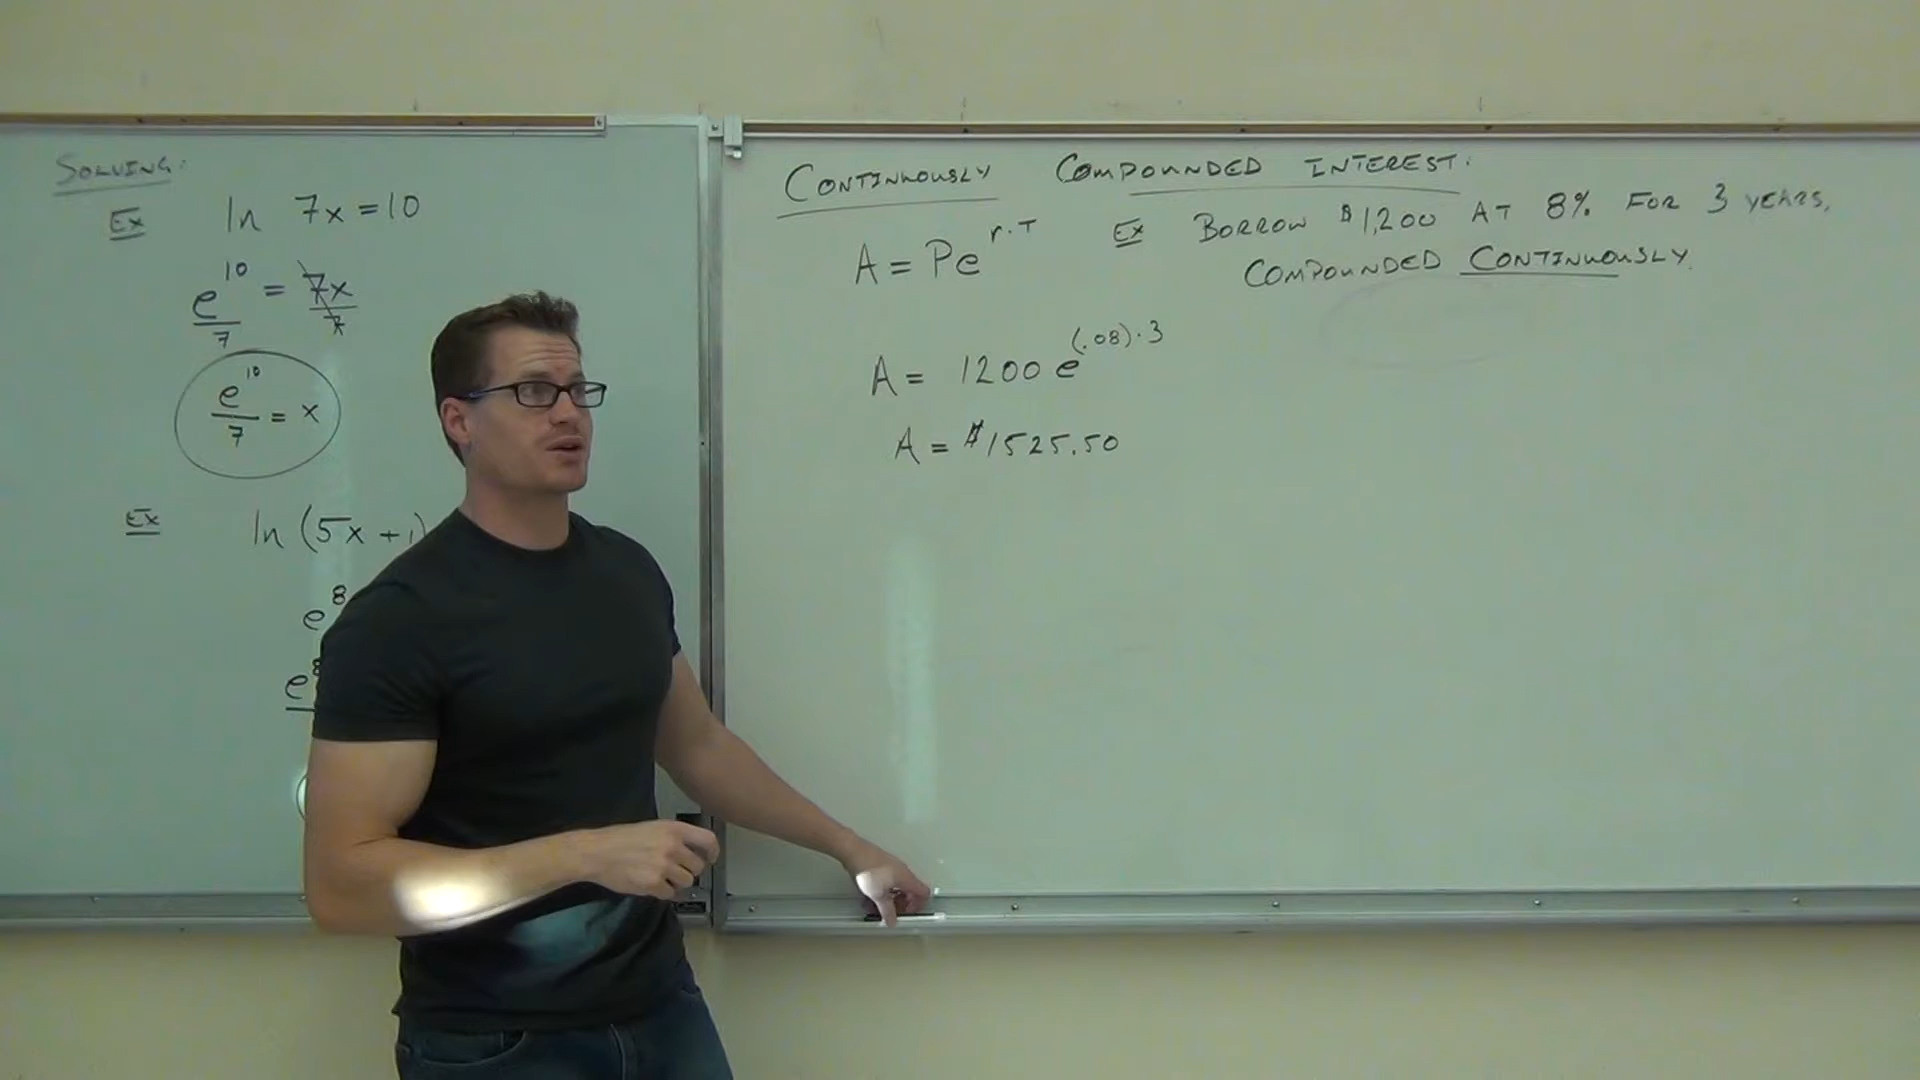 SOLVING:
Ex ln 7x = 10
e^10/7 = 7x/7
e^10/7 = x
Ex ln (5x + 1)
e^8
e^8
CONTINUOUSLY COMPOUNDED INTEREST:
A = Pe^r·T
Ex BORROW $1,200 AT 8% FOR 3 YEARS,
COMPOUNDED CONTINUOUSLY.
A = 1200 e^(.08)·3
A = $1525.50